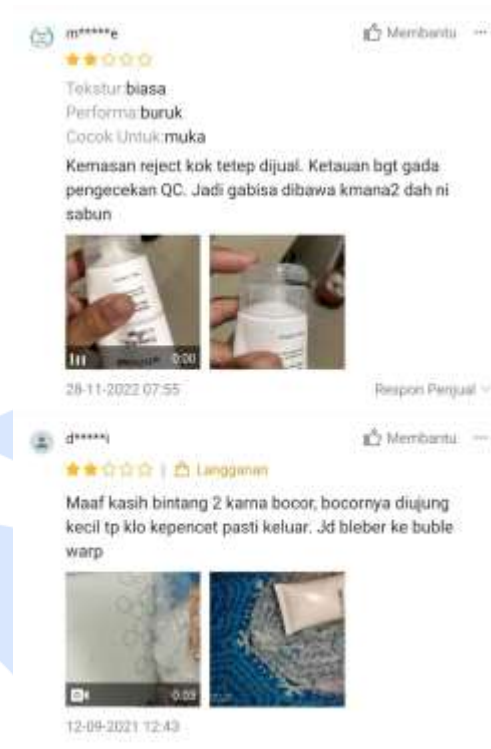 m*****e
Membantu
Tekstur:biasa
Performa:buruk
Cocok Untuk:muka
Kemasan reject kok tetep dijual. Ketauan bgt gada
pengecekan QC. Jadi gabisa dibawa kmana2 dah ni
sabun
0:00
28-11-2022 07:55
Respon Penjual
d*****i
Membantu
| Langganan
Maaf kasih bintang 2 karna bocor, bocornya diujung
kecil tp klo kepencet pasti keluar. Jd bleber ke buble
warp
0:03
12-09-2021 12:43